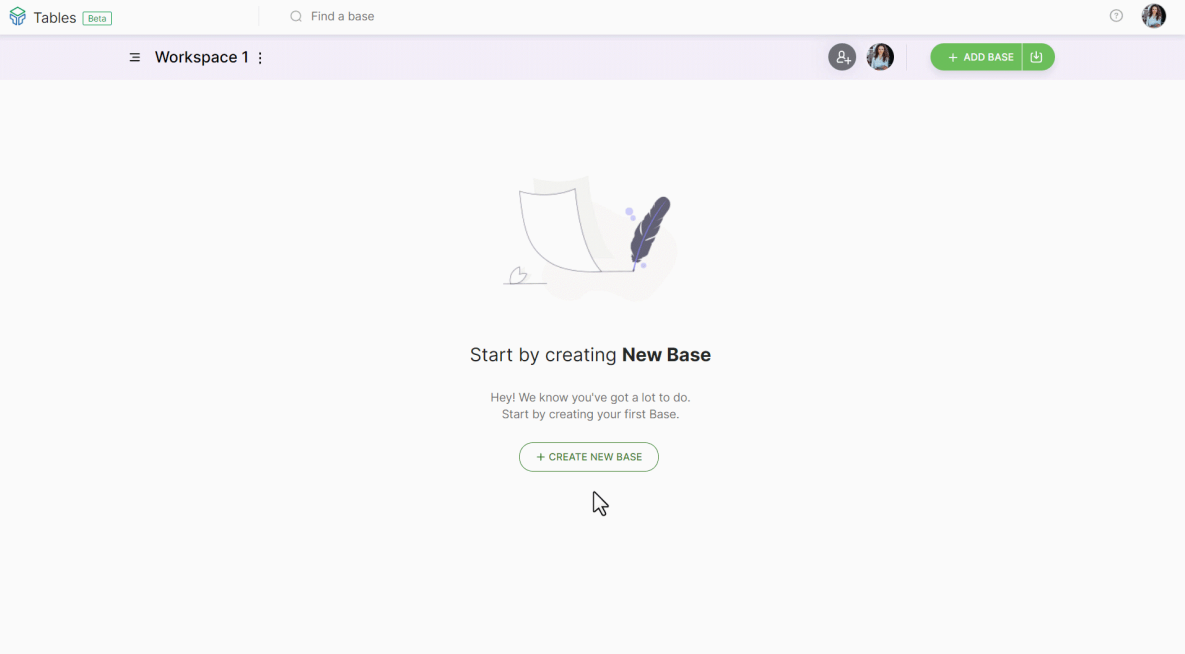 Tables Beta
Find a base
Workspace 1
+ ADD BASE
Start by creating New Base
Hey! We know you've got a lot to do.
Start by creating your first Base.
+ CREATE NEW BASE